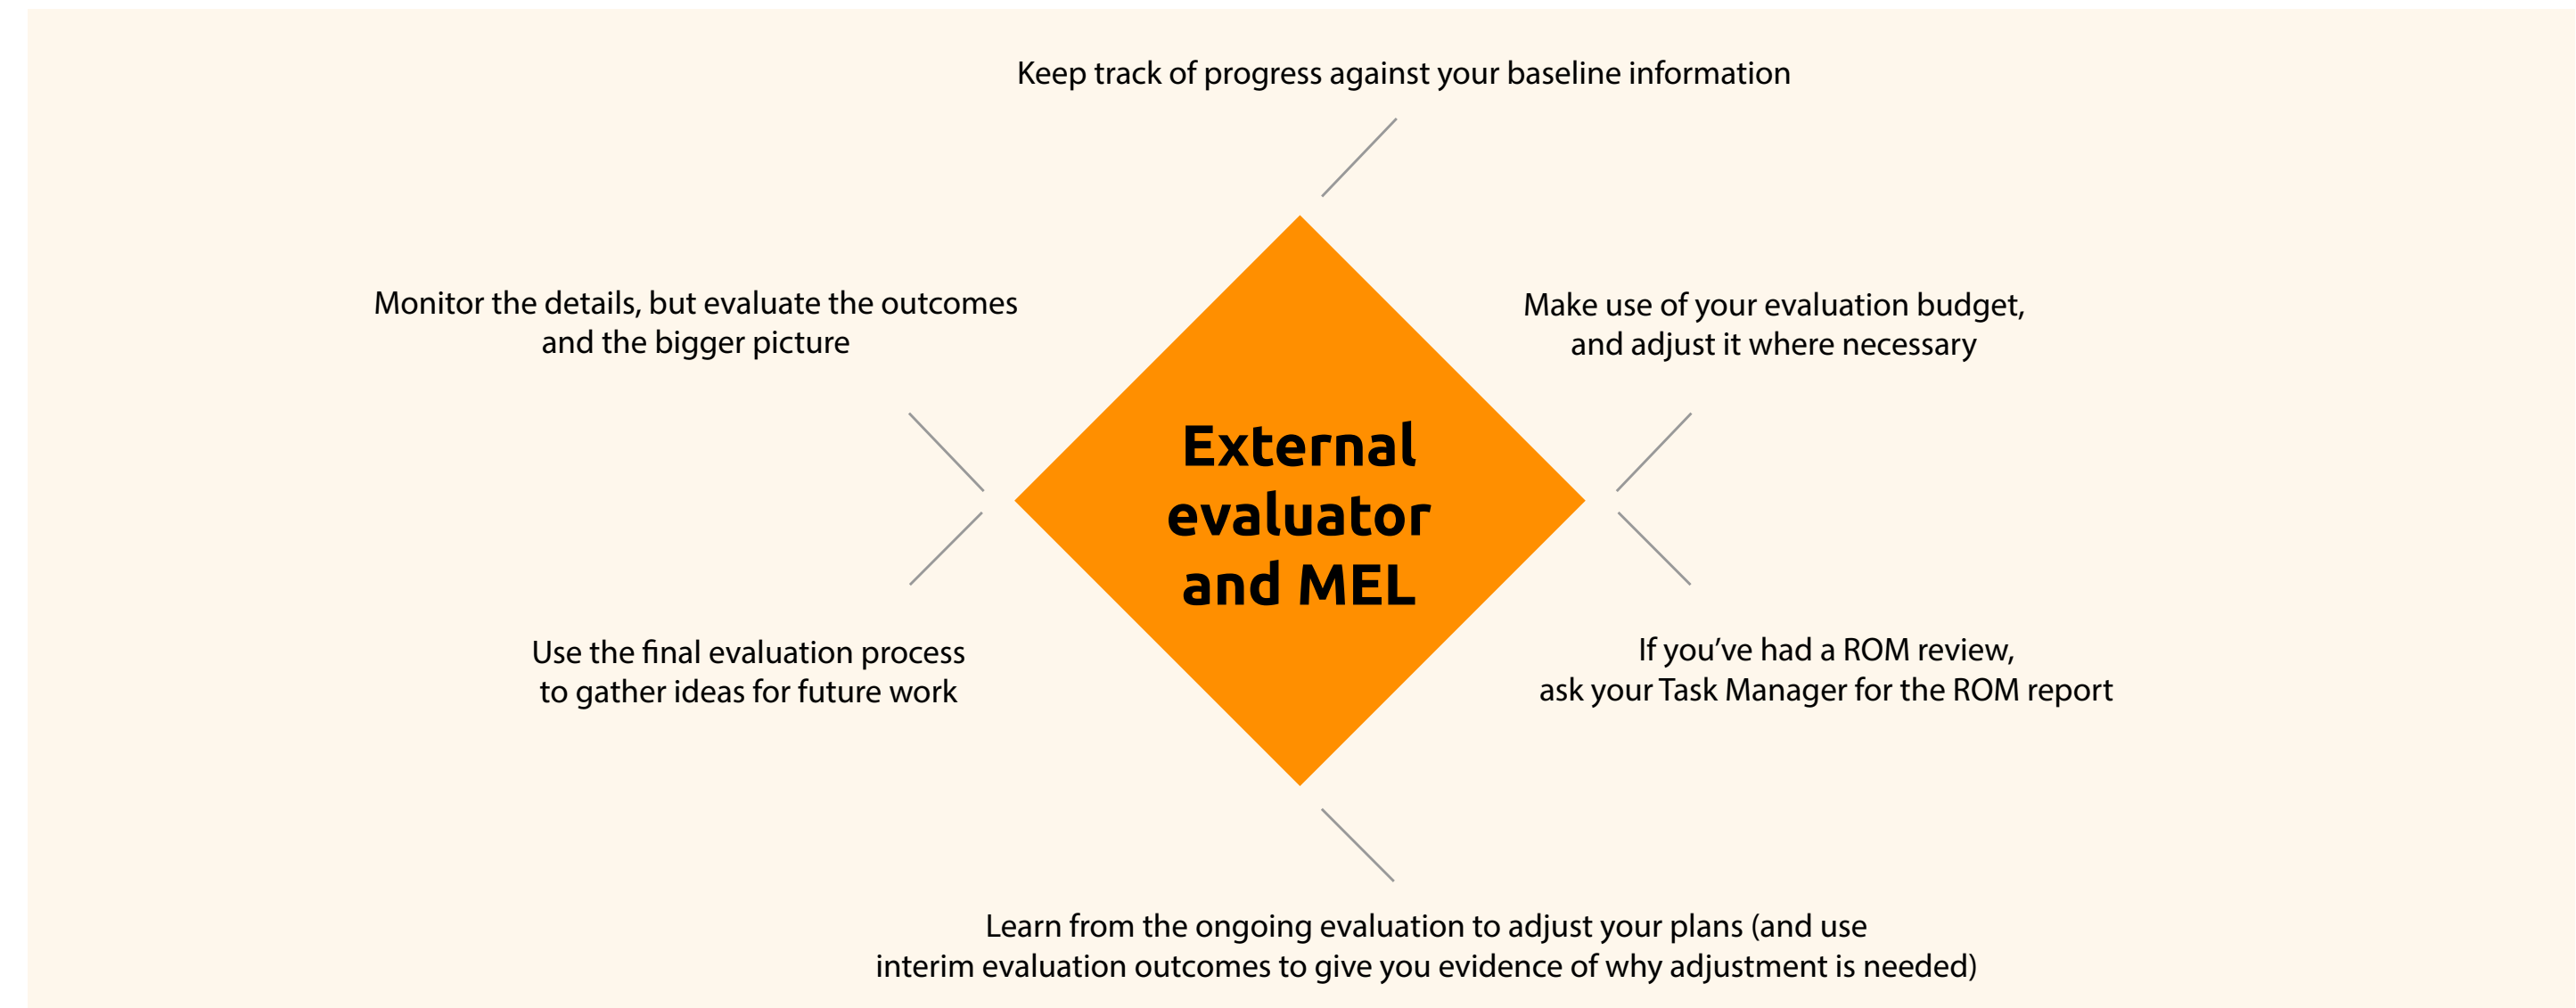 Keep track of progress against your baseline information
Monitor the details, but evaluate the outcomes
and the bigger picture
Make use of your evaluation budget,
and adjust it where necessary
External
evaluator
and MEL
Use the final evaluation process
to gather ideas for future work
If you’ve had a ROM review,
ask your Task Manager for the ROM report
Learn from the ongoing evaluation to adjust your plans (and use
interim evaluation outcomes to give you evidence of why adjustment is needed)